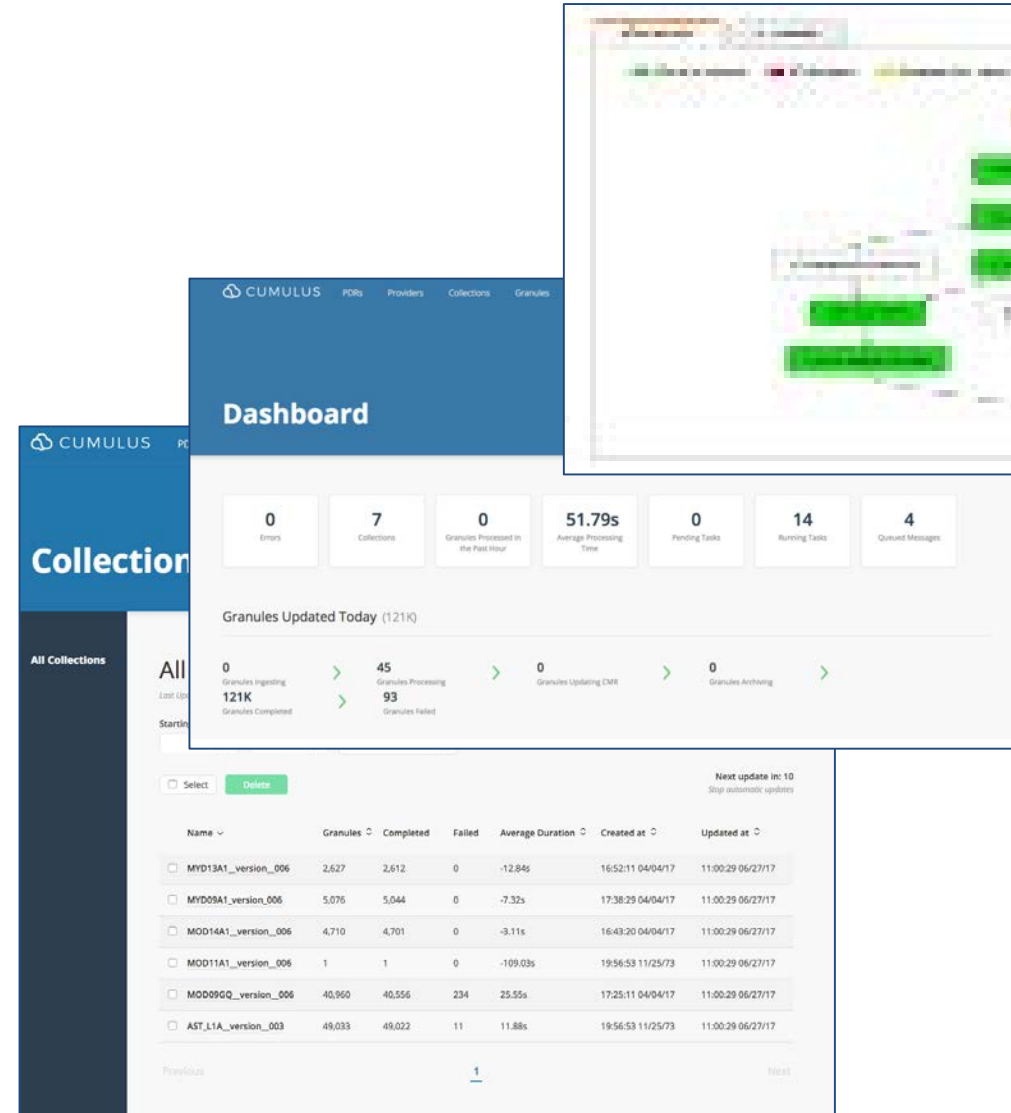 CUMULUS PDRs Providers Collections Granules
Dashboard
0 7 0 51.79s 0 14 4
Errors Collections Granules Processed in the Past Hour Average Processing Time Pending Tasks Running Tasks Queued Messages
Granules Updated Today (121K)
0 45 0 0
Granules Ingesting Granules Processing Granules Updating CMR Granules Archiving
121K 93
Granules Completed Granules Failed
CUMULUS
Collection
All Collections
All
Last
Starting
Select Delete
Next update in: 10
Stop automatic updates
Name Granules Completed Failed Average Duration Created at Updated at
MYD13A1__version__006 2,627 2,612 0 -12.84s 16:52:11 04/04/17 11:00:29 06/27/17
MYD09A1_version_006 5,076 5,044 0 -7.32s 17:38:29 04/04/17 11:00:29 06/27/17
MOD14A1__version__006 4,710 4,701 0 -3.11s 16:43:20 04/04/17 11:00:29 06/27/17
MOD11A1__version__006 1 1 0 -109.03s 19:56:53 11/25/73 11:00:29 06/27/17
MOD09GQ__version__006 40,960 40,556 234 25.55s 17:25:11 04/04/17 11:00:29 06/27/17
AST_L1A__version__003 49,033 49,022 11 11.88s 19:56:53 11/25/73 11:00:29 06/27/17
Previous 1 Next